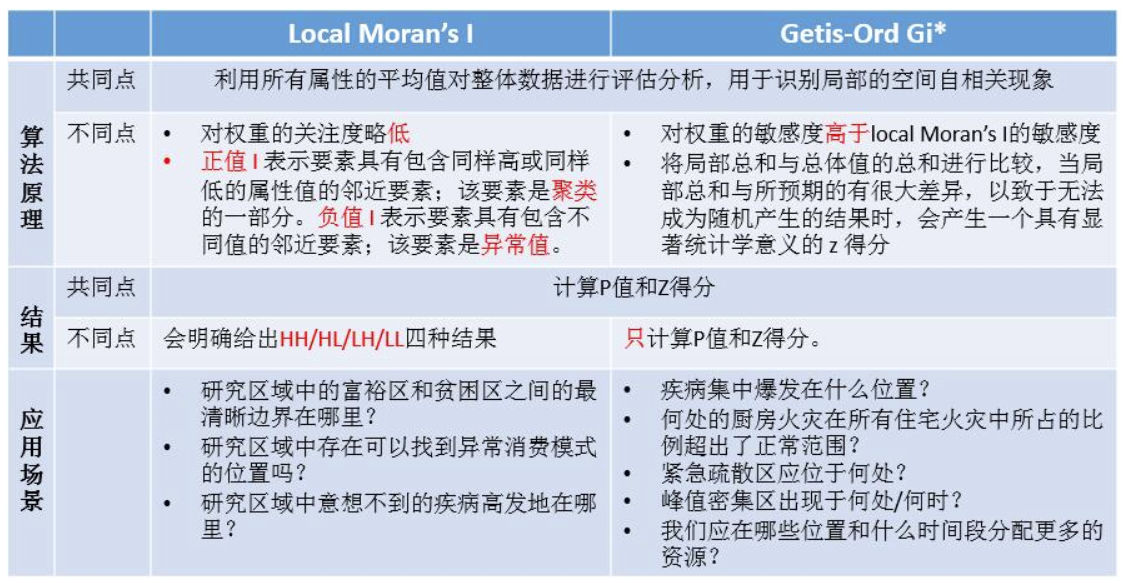 Local Moran’s I
Getis-Ord Gi*
算法原理
共同点
利用所有属性的平均值对整体数据进行评估分析，用于识别局部的空间自相关现象
不同点
• 对权重的关注度略低
• 正值 I 表示要素具有包含同样高或同样
低的属性值的邻近要素；该要素是聚类
的一部分。负值 I 表示要素具有包含不
同值的邻近要素；该要素是异常值。
• 对权重的敏感度高于local Moran’s I的敏感度
• 将局部总和与总体值的总和进行比较，当局
部总和与所预期的有很大差异，以致于无法
成为随机产生的结果时，会产生一个具有显
著统计学意义的 z 得分
结果
共同点
计算P值和Z得分
不同点
会明确给出HH/HL/LH/LL四种结果
只计算P值和Z得分。
应用场景
• 研究区域中的富裕区和贫困区之间的最
清晰边界在哪里？
• 研究区域中存在可以找到异常消费模式
的位置吗？
• 研究区域中意想不到的疾病高发地在哪
里？
• 疾病集中爆发在什么位置？
• 何处的厨房火灾在所有住宅火灾中所占的比
例超出了正常范围？
• 紧急疏散区应位于何处？
• 峰值密集区出现于何处/何时？
• 我们应在哪些位置和什么时间段分配更多的
资源？